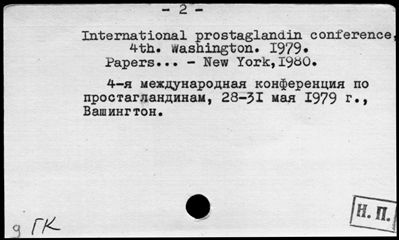 - 2 -
International prostaglandin conference,
4th. Washington. 1979.
Papers... - New York, 1980.
4-я международная конференция по
простагландинам, 28-31 мая 1979 г.,
Вашингтон.
Н. П.
9 ГК